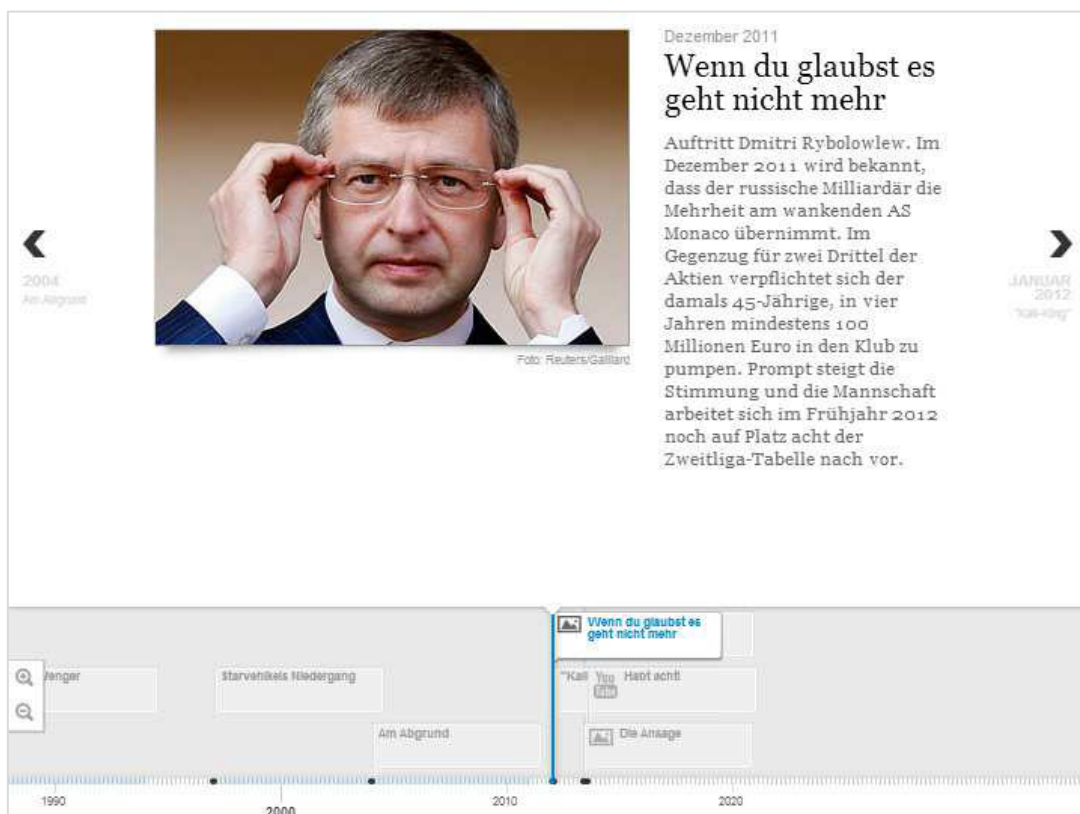 Dezember 2011
Wenn du glaubst es
geht nicht mehr
Auftritt Dmitri Rybolowlew. Im
Dezember 2011 wird bekannt,
dass der russische Milliardär die
Mehrheit am wankenden AS
Monaco übernimmt. Im
Gegenzug für zwei Drittel der
Aktien verpflichtet sich der
damals 45-Jährige, in vier
Jahren mindestens 100
Millionen Euro in den Klub zu
pumpen. Prompt steigt die
Stimmung und die Mannschaft
arbeitet sich im Frühjahr 2012
noch auf Platz acht der
Zweitliga-Tabelle nach vor.
Foto: Reuters/Gaillard
2004
Am Abgrund
JANUAR
2012
"Kali-King"
Wenn du glaubst es
geht nicht mehr
Wenger
Starvehikels Niedergang
"Kali
You
Tube
Habt acht!
Am Abgrund
Die Ansage
1990
2000
2010
2020